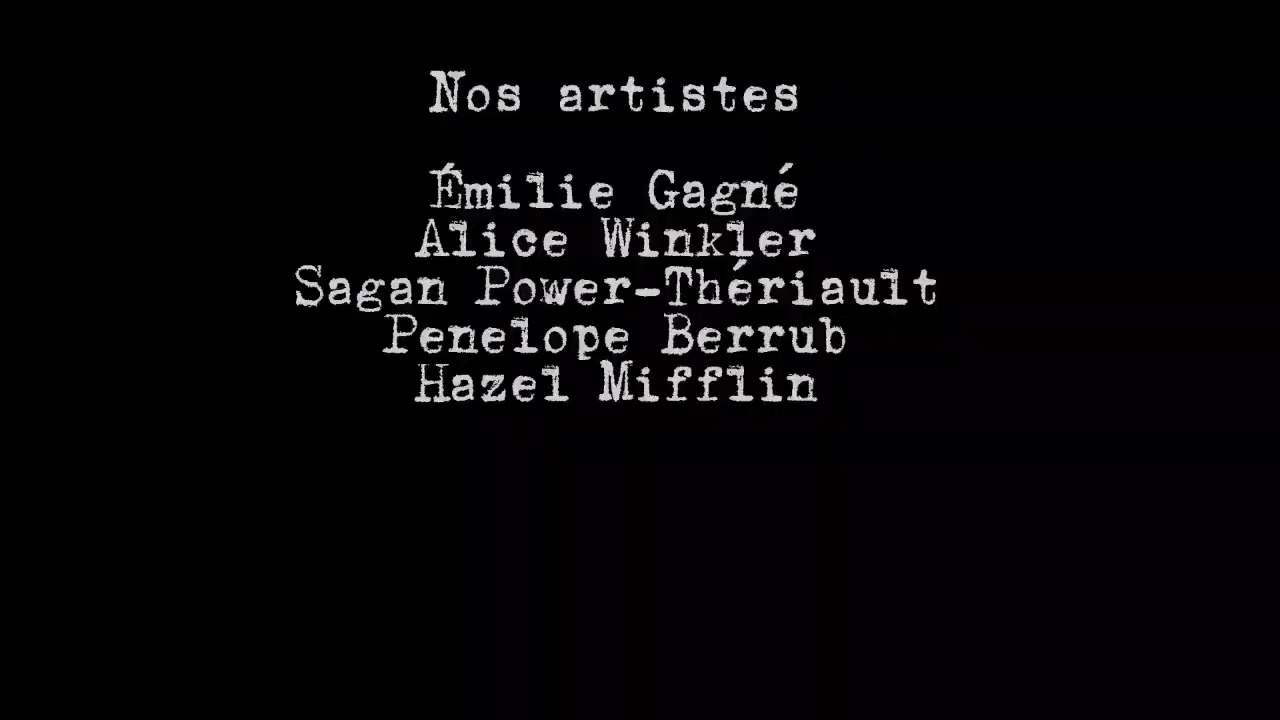 Nos artistes
Émilie Gagné
Alice Winkler
Sagan Power-Thériault
Penelope Berrub
Hazel Mifflin